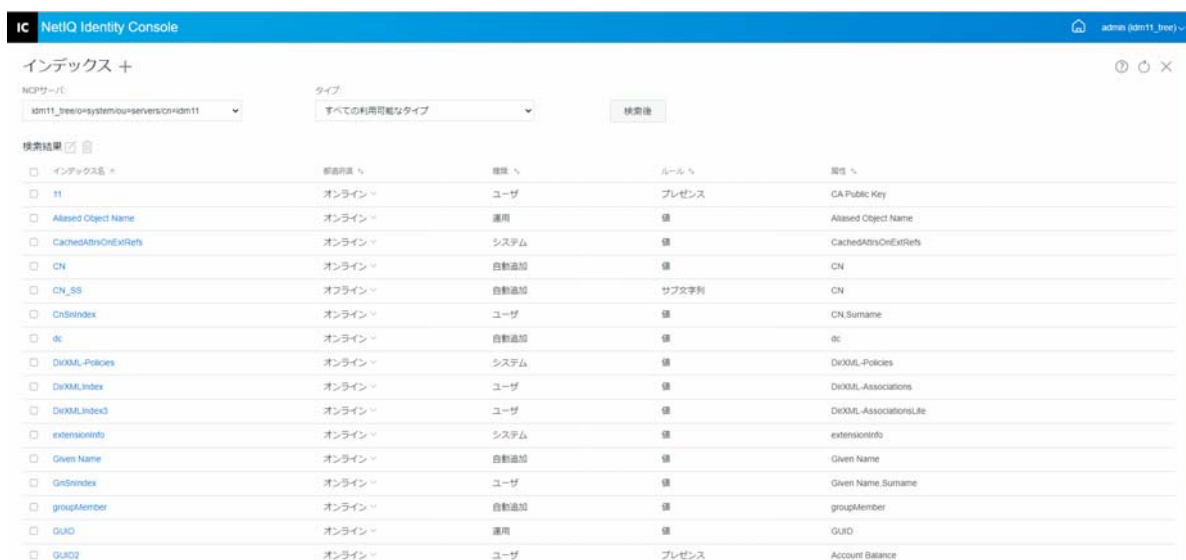 IC NetIQ Identity Console admin (idm11_tree)
インデックス
NCPサーバ: タイプ
idm11_tree/o=system/ou=servers/cn=idm11 すべての利用可能なタイプ 検索後
検索結果
インデックス名 都道府県 種類 ルール 属性
11 オンライン ユーザ プレゼンス CA Public Key
Aliased Object Name オンライン 運用 値 Aliased Object Name
CachedAttrsOnExtRefs オンライン システム 値 CachedAttrsOnExtRefs
CN オンライン 自動追加 値 CN
CN_SS オフライン 自動追加 サブ文字列 CN
CnSnIndex オンライン ユーザ 値 CN,Surname
dc オンライン 自動追加 値 dc
DirXML-Policies オンライン システム 値 DirXML-Policies
DirXMLIndex オンライン ユーザ 値 DirXML-Associations
DirXMLIndex3 オンライン ユーザ 値 DirXML-AssociationsLite
extensionInfo オンライン システム 値 extensionInfo
Given Name オンライン 自動追加 値 Given Name
GnSnIndex オンライン ユーザ 値 Given Name,Surname
groupMember オンライン 自動追加 値 groupMember
GUID オンライン 運用 値 GUID
GUID2 オンライン ユーザ プレゼンス Account Balance